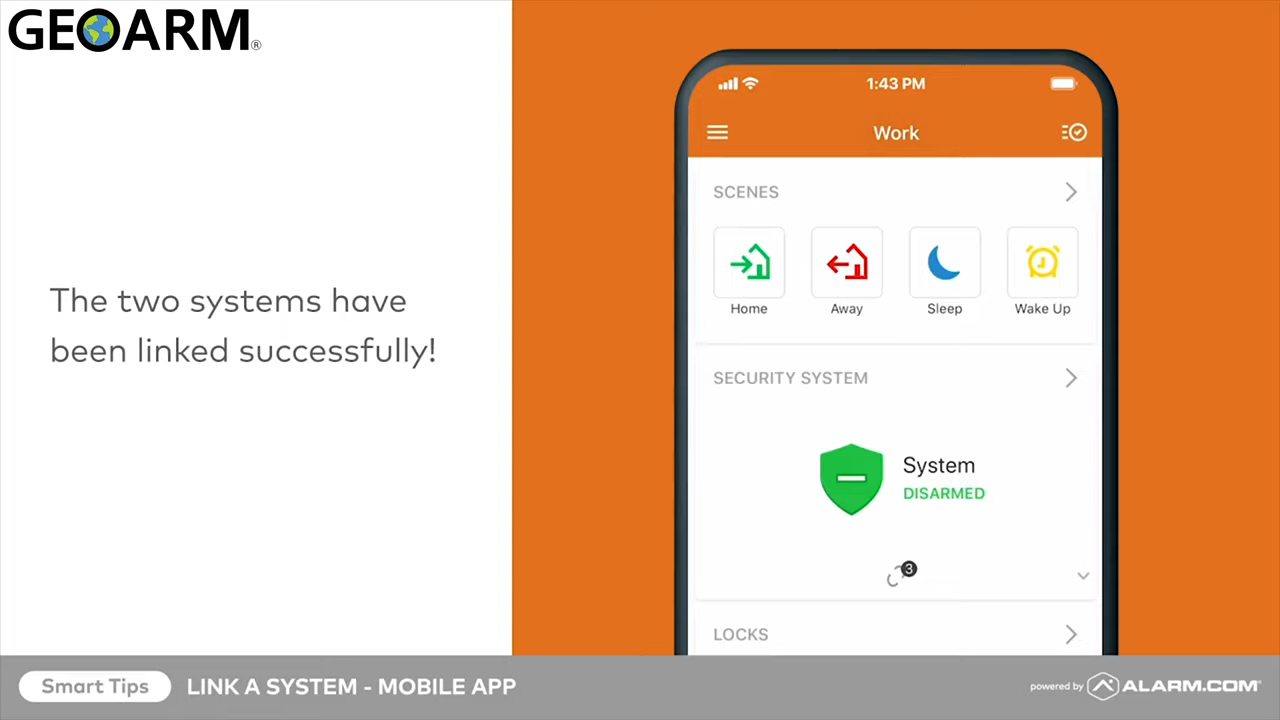 GEOARM®
The two systems have
been linked successfully!
1:43 PM
Work
SCENES
Home
Away
Sleep
Wake Up
SECURITY SYSTEM
System
DISARMED
3
LOCKS
Smart Tips
LINK A SYSTEM - MOBILE APP
powered by ALARM.COM®